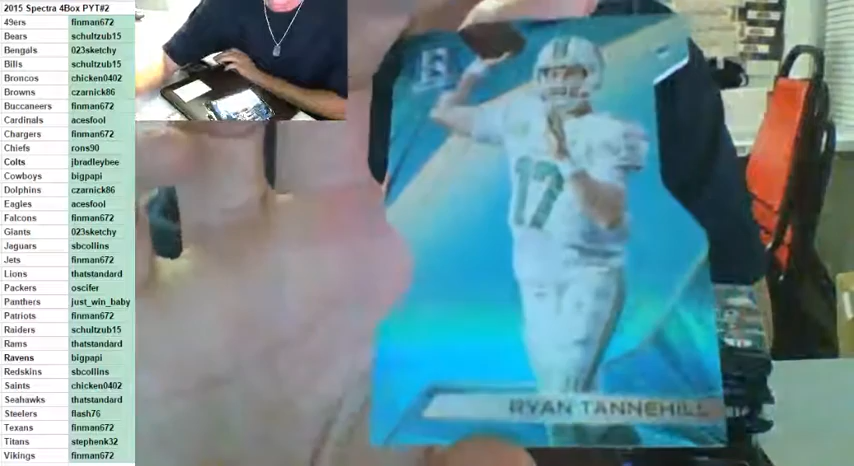 2015 Spectra 4Box PYT#2
49ers finman672
Bears schultzub15
Bengals 023sketchy
Bills schultzub15
Broncos chicken0402
Browns czarnick86
Buccaneers finman672
Cardinals acesfool
Chargers finman672
Chiefs rons90
Colts jbradleybee
Cowboys bigpapi
Dolphins czarnick86
Eagles acesfool
Falcons finman672
Giants 023sketchy
Jaguars sbcollins
Jets finman672
Lions thatstandard
Packers oscifer
Panthers just_win_baby
Patriots finman672
Raiders schultzub15
Rams thatstandard
Ravens bigpapi
Redskins sbcollins
Saints chicken0402
Seahawks thatstandard
Steelers flash76
Texans finman672
Titans stephenk32
Vikings finman672
17
RYAN TANNEHILL